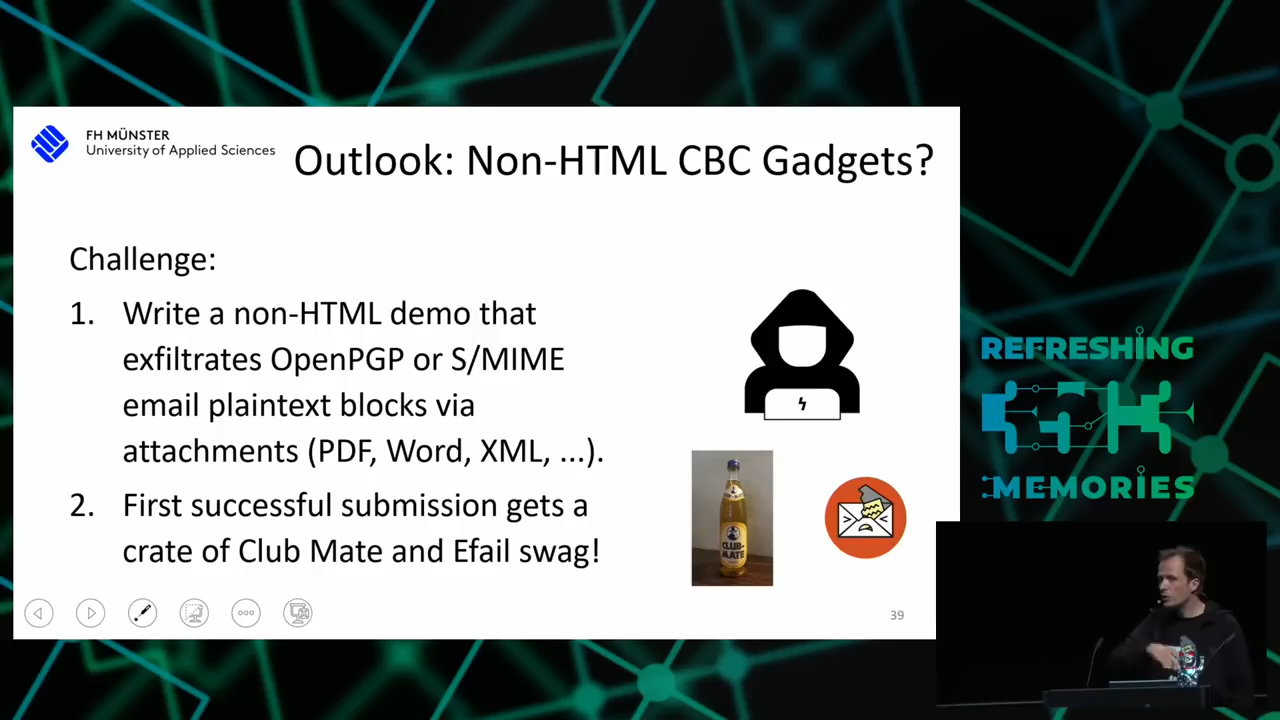 FH MÜNSTER
University of Applied Sciences
Outlook: Non-HTML CBC Gadgets?
Challenge:
1. Write a non-HTML demo that
exfiltrates OpenPGP or S/MIME
email plaintext blocks via
attachments (PDF, Word, XML, ...).
2. First successful submission gets a
crate of Club Mate and Efail swag!
CLUB-
MATE
39
REFRESHING
MEMORIES